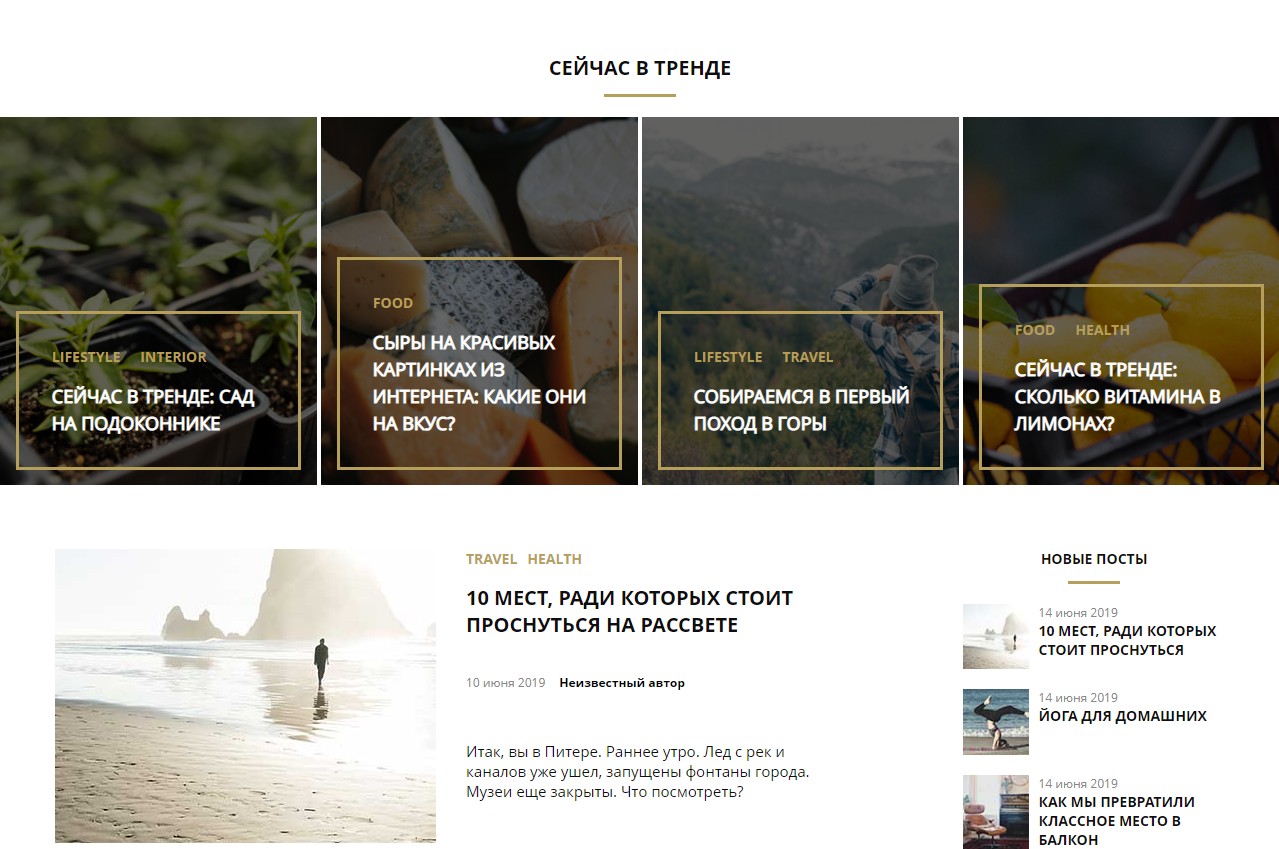 СЕЙЧАС В ТРЕНДЕ
LIFESTYLE INTERIOR
СЕЙЧАС В ТРЕНДЕ: САД
НА ПОДОКОННИКЕ
FOOD
СЫРЫ НА КРАСИВЫХ
КАРТИНКАХ ИЗ
ИНТЕРНЕТА: КАКИЕ ОНИ
НА ВКУС?
LIFESTYLE TRAVEL
СОБИРАЕМСЯ В ПЕРВЫЙ
ПОХОД В ГОРЫ
FOOD HEALTH
СЕЙЧАС В ТРЕНДЕ:
СКОЛЬКО ВИТАМИНА В
ЛИМОНАХ?
TRAVEL HEALTH
10 МЕСТ, РАДИ КОТОРЫХ СТОИТ
ПРОСНУТЬСЯ НА РАССВЕТЕ
10 июня 2019 Неизвестный автор
Итак, вы в Питере. Раннее утро. Лед с рек и
каналов уже ушел, запущены фонтаны города.
Музеи еще закрыты. Что посмотреть?
НОВЫЕ ПОСТЫ
14 июня 2019
10 МЕСТ, РАДИ КОТОРЫХ
СТОИТ ПРОСНУТЬСЯ
14 июня 2019
ЙОГА ДЛЯ ДОМАШНИХ
14 июня 2019
КАК МЫ ПРЕВРАТИЛИ
КЛАССНОЕ МЕСТО В
БАЛКОН